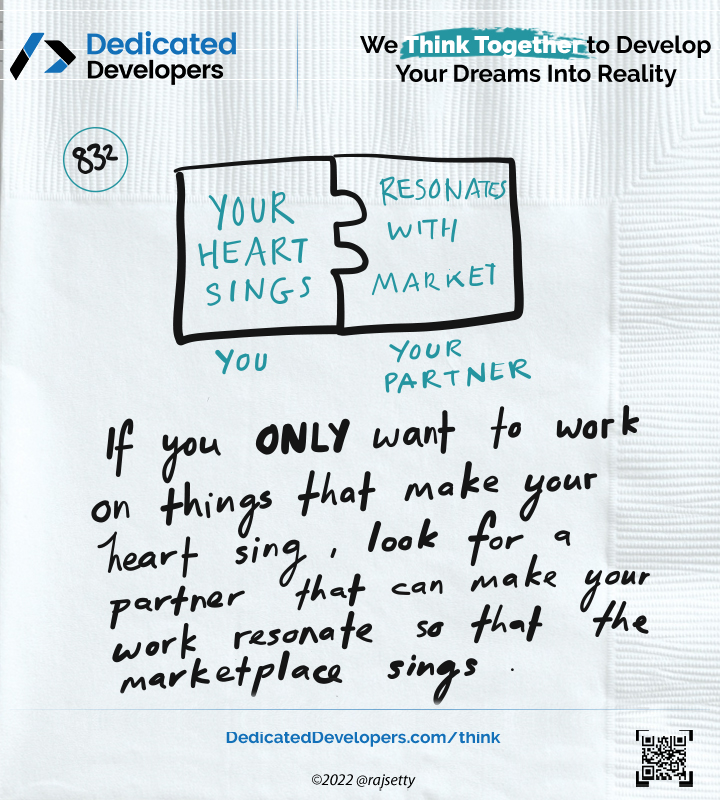 Dedicated
Developers
We Think Together to Develop
Your Dreams Into Reality
832
YOUR
HEART
SINGS
RESONATES
WITH
MARKET
YOU
YOUR
PARTNER
If you ONLY want to work
on things that make your
heart sing, look for a
partner that can make your
work resonate so that the
marketplace sings.
DedicatedDevelopers.com/think
©2022 @rajsetty